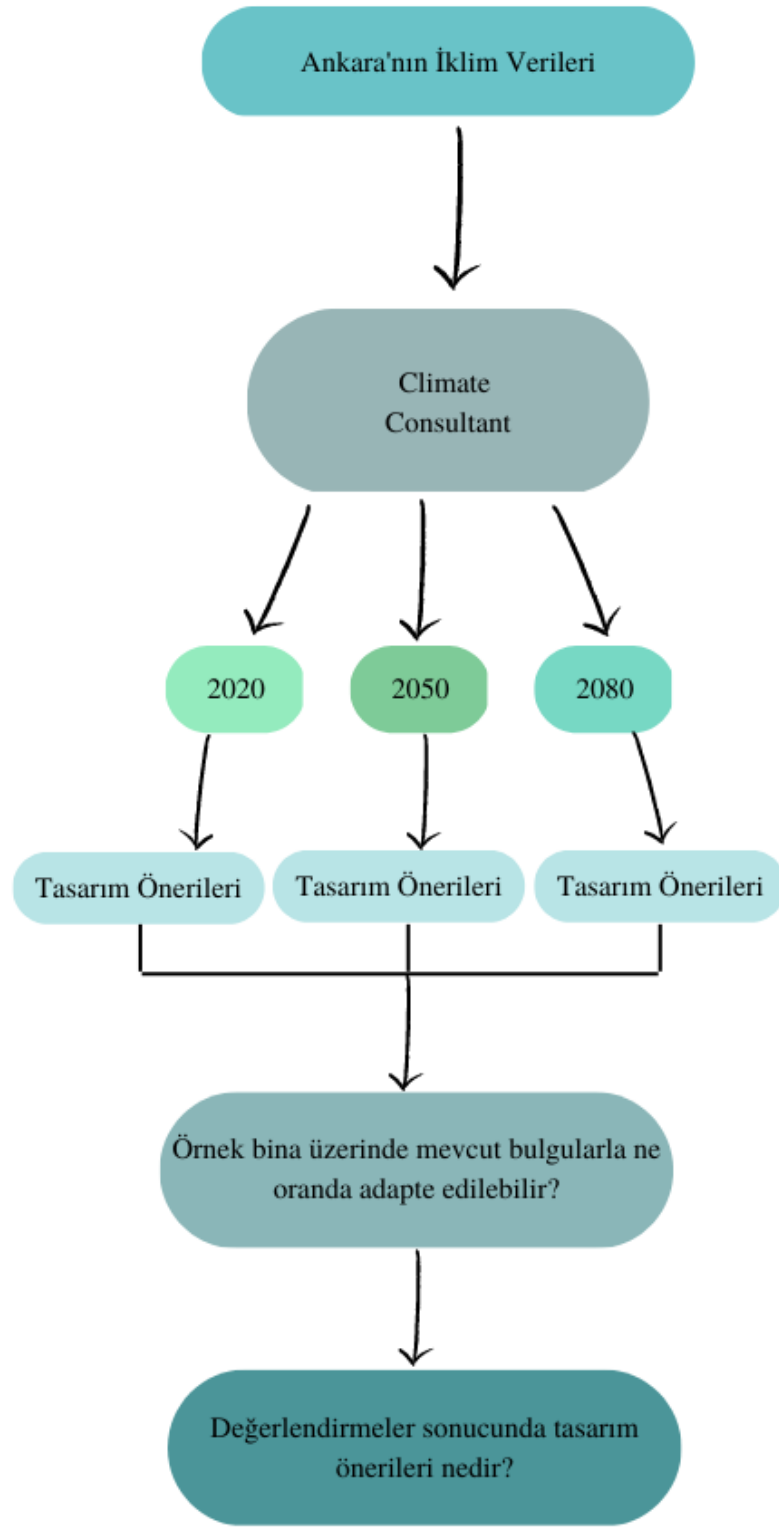 Ankara'nın İklim Verileri
Climate
Consultant
2020
2050
2080
Tasarım Önerileri
Tasarım Önerileri
Tasarım Önerileri
Örnek bina üzerinde mevcut bulgularla ne
oranda adapte edilebilir?
Değerlendirmeler sonucunda tasarım
önerileri nedir?